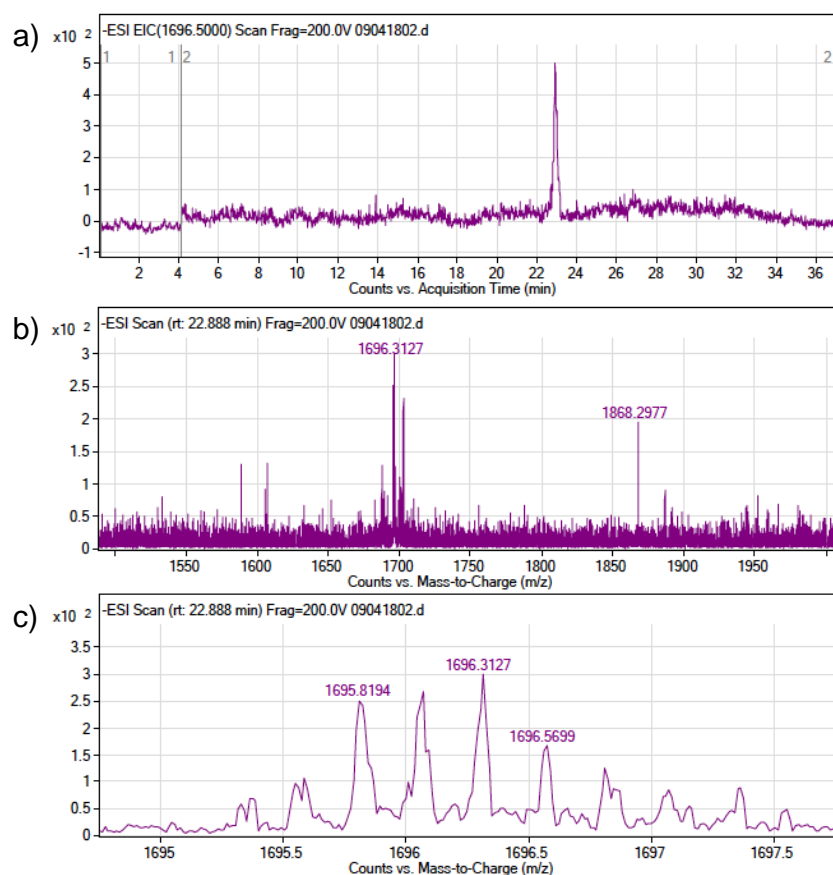 a)
-ESI EIC(1696.5000) Scan Frag=200.0V 09041802.d
x10 2
1 1 2 2
5
4
3
2
1
0
-1
2 4 6 8 10 12 14 16 18 20 22 24 26 28 30 32 34 36
Counts vs. Acquisition Time (min)
b)
-ESI Scan (rt: 22.888 min) Frag=200.0V 09041802.d
x10 2
3
2.5
2
1.5
1
0.5
0
1696.3127
1868.2977
1550 1600 1650 1700 1750 1800 1850 1900 1950
Counts vs. Mass-to-Charge (m/z)
c)
-ESI Scan (rt: 22.888 min) Frag=200.0V 09041802.d
x10 2
3.5
3
2.5
2
1.5
1
0.5
0
1695.8194
1696.3127
1696.5699
1695 1695.5 1696 1696.5 1697 1697.5
Counts vs. Mass-to-Charge (m/z)